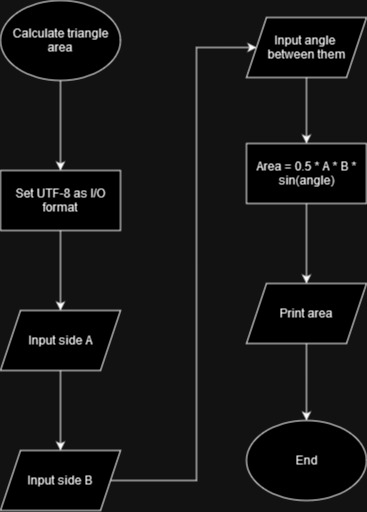 Calculate triangle
area
Set UTF-8 as I/O
format
Input side A
Input side B
Input angle
between them
Area = 0.5 * A * B *
sin(angle)
Print area
End